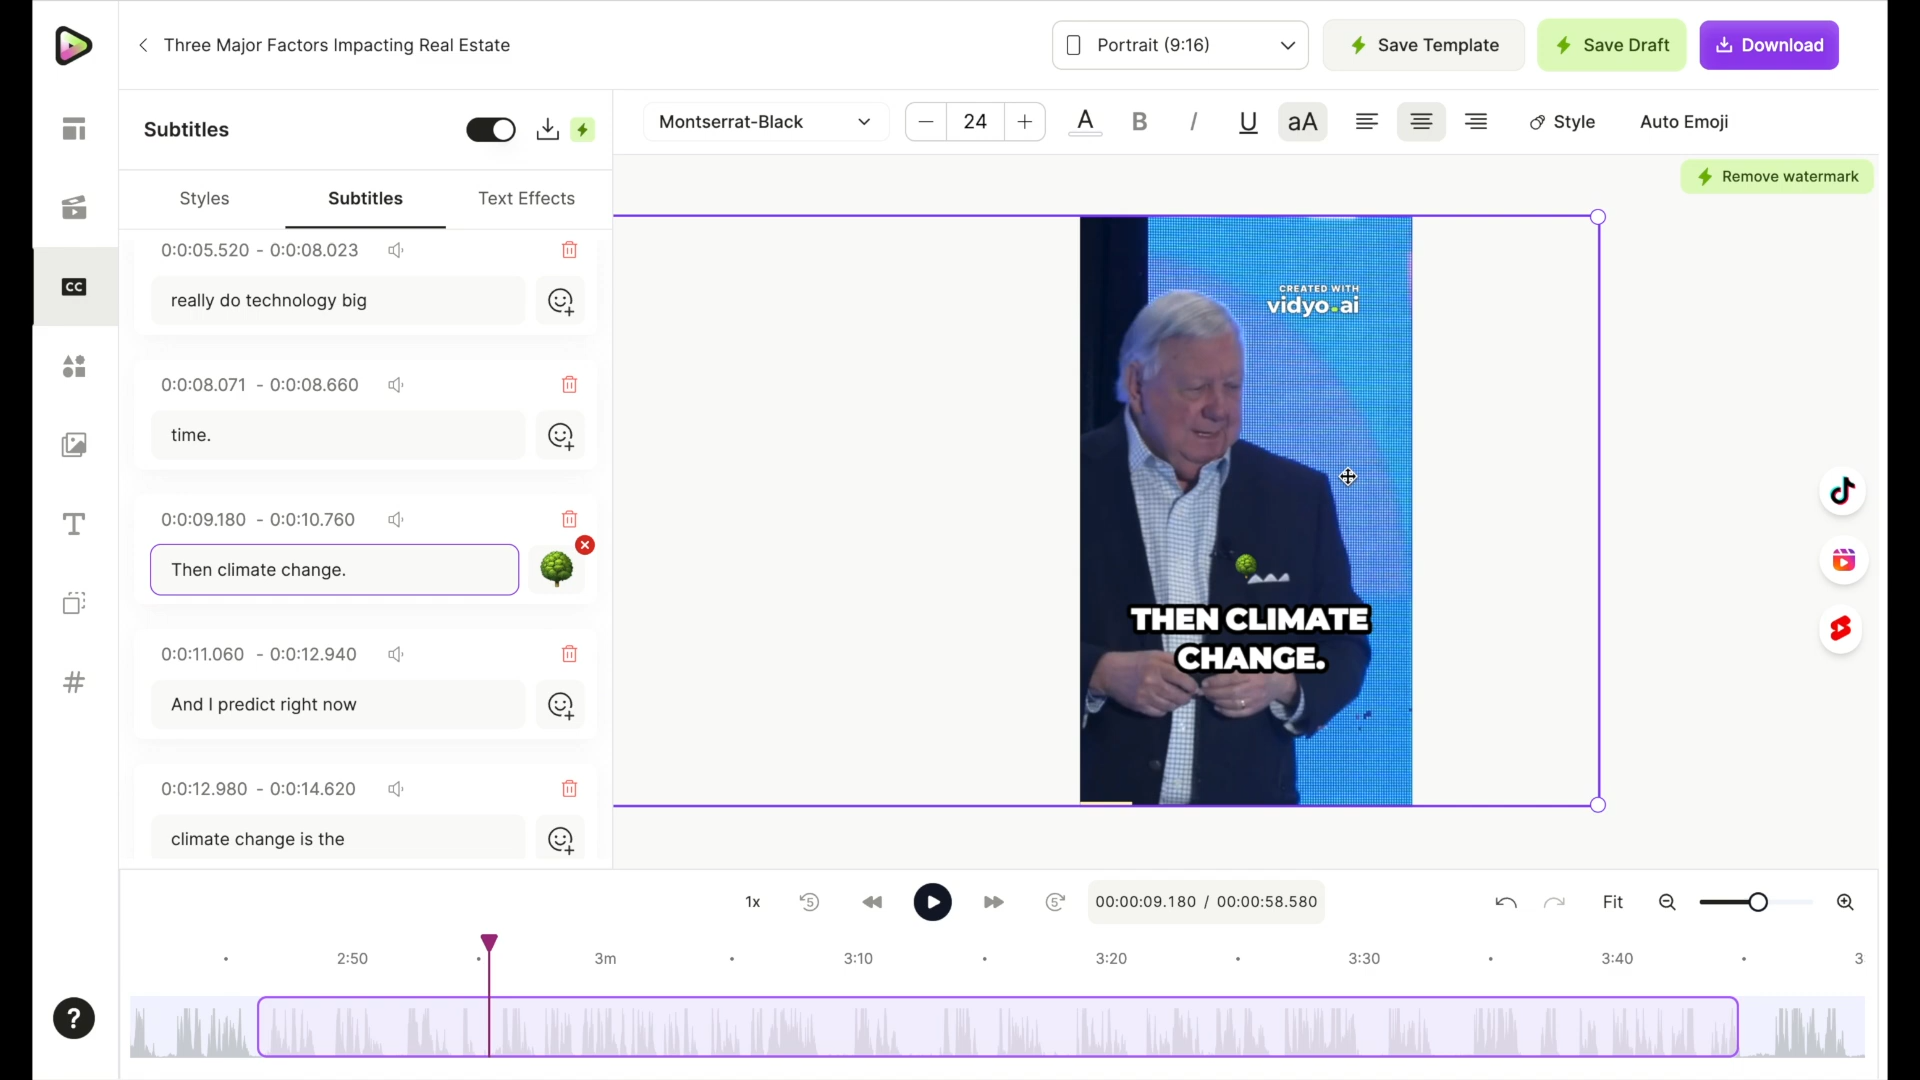 Three Major Factors Impacting Real Estate
Portrait (9:16)
Save Template
Save Draft
Download
Subtitles
Montserrat-Black
24
A
B
I
U
aA
Style
Auto Emoji
Remove watermark
Styles
Subtitles
Text Effects
0:0:05.520 - 0:0:08.023
really do technology big
0:0:08.071 - 0:0:08.660
time.
0:0:09.180 - 0:0:10.760
Then climate change.
0:0:11.060 - 0:0:12.940
And I predict right now
0:0:12.980 - 0:0:14.620
climate change is the
CC
T
#
CREATED WITH
vidyo.ai
THEN CLIMATE
CHANGE.
1x
5
5
00:00:09.180 / 00:00:58.580
Fit
2:50
3m
3:10
3:20
3:30
3:40
3
?